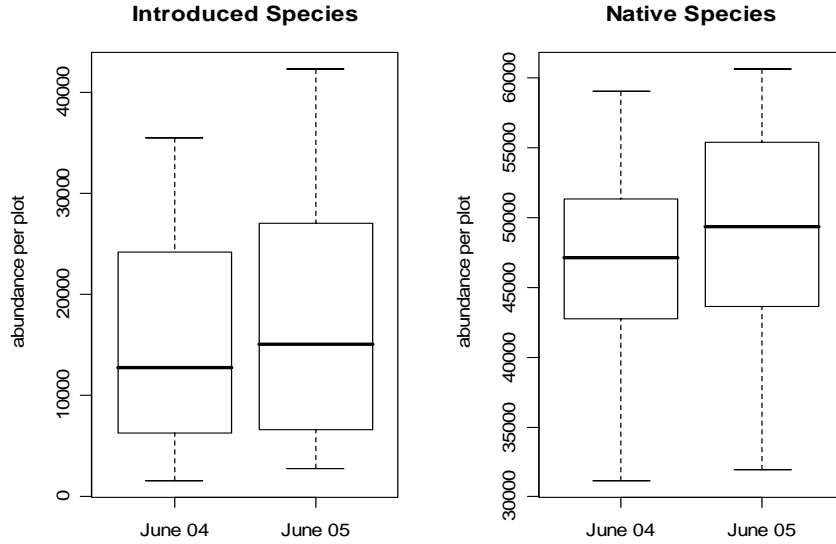 Introduced Species
abundance per plot
40000
30000
20000
10000
0
June 04
June 05
Native Species
abundance per plot
60000
55000
50000
45000
40000
35000
30000
June 04
June 05